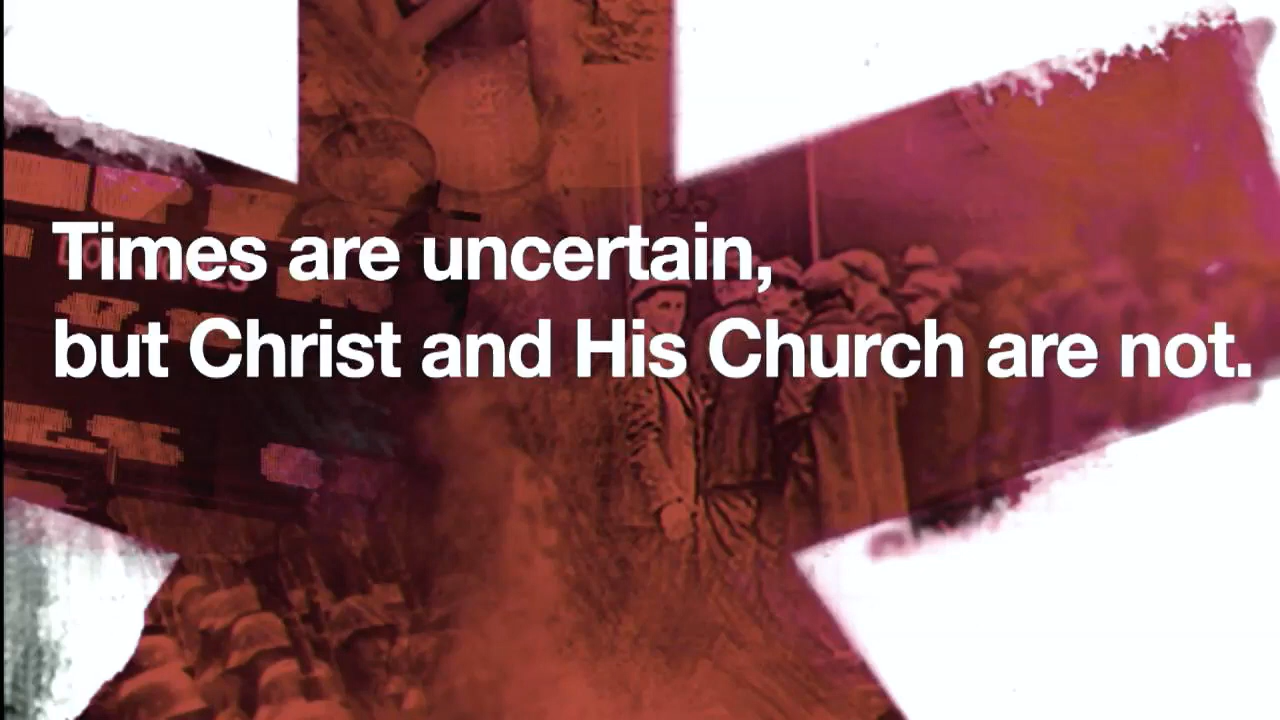 Times are uncertain,
but Christ and His Church are not.